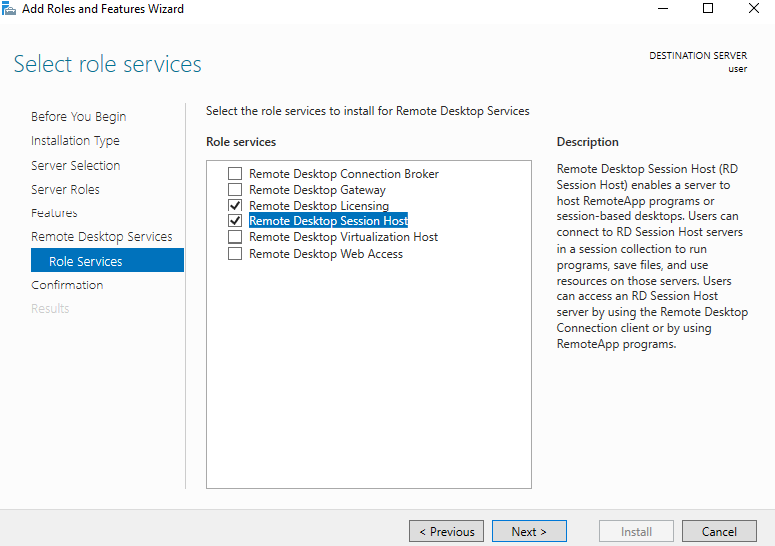 Add Roles and Features Wizard
Select role services
DESTINATION SERVER
user
Before You Begin
Installation Type
Server Selection
Server Roles
Features
Remote Desktop Services
Role Services
Confirmation
Results
Select the role services to install for Remote Desktop Services
Role services
Remote Desktop Connection Broker
Remote Desktop Gateway
Remote Desktop Licensing
Remote Desktop Session Host
Remote Desktop Virtualization Host
Remote Desktop Web Access
Description
Remote Desktop Session Host (RD
Session Host) enables a server to
host RemoteApp programs or
session-based desktops. Users can
connect to RD Session Host servers
in a session collection to run
programs, save files, and use
resources on those servers. Users
can access an RD Session Host
server by using the Remote Desktop
Connection client or by using
RemoteApp programs.
< Previous
Next >
Install
Cancel